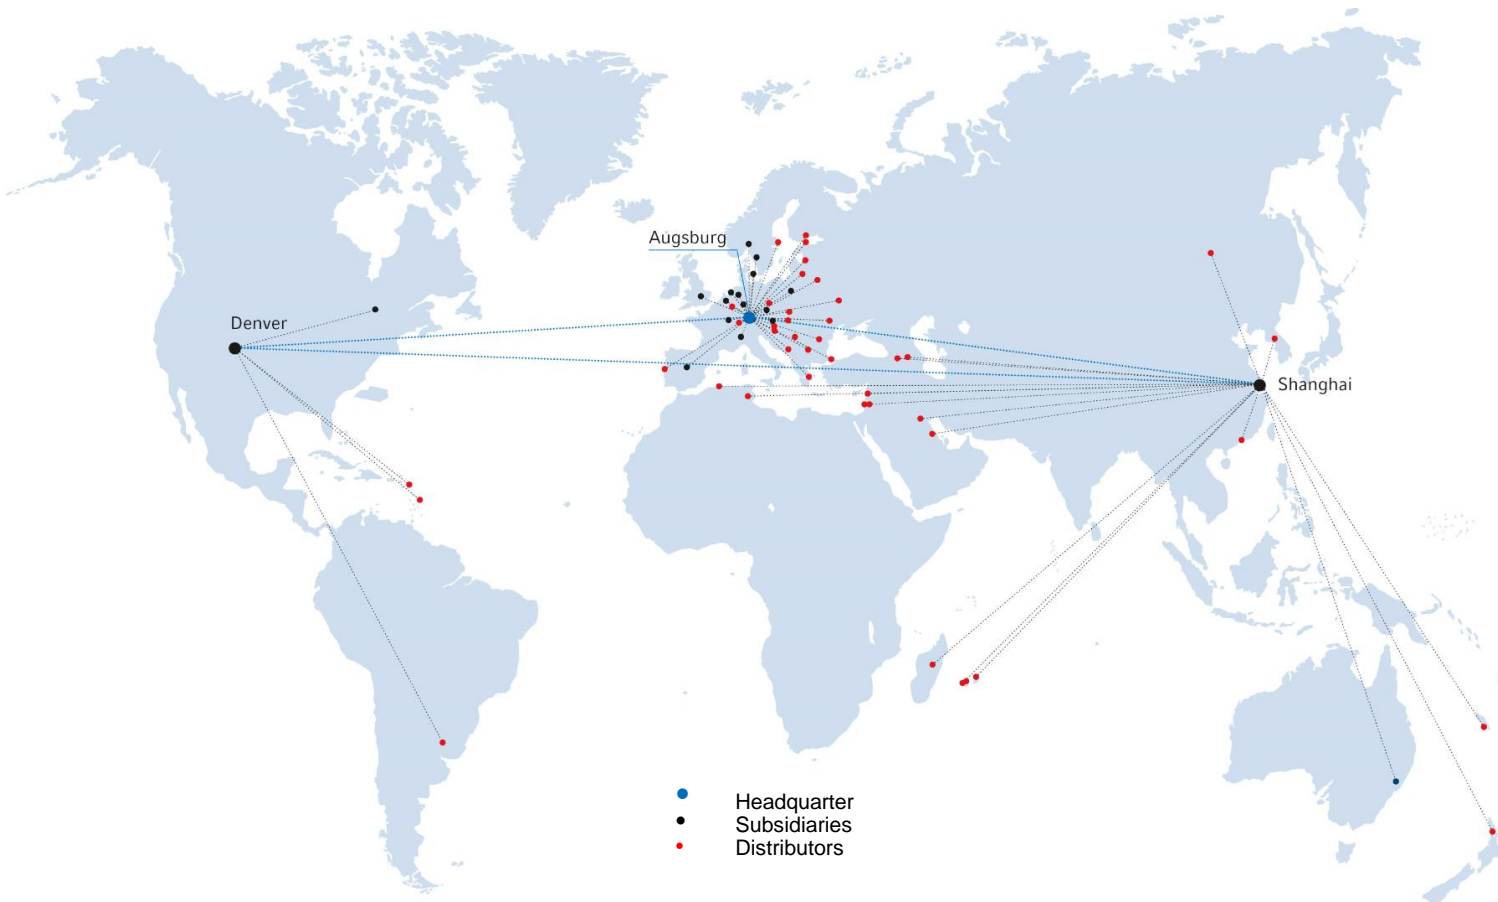 Augsburg
Denver
Shanghai
Headquarter
Subsidiaries
Distributors